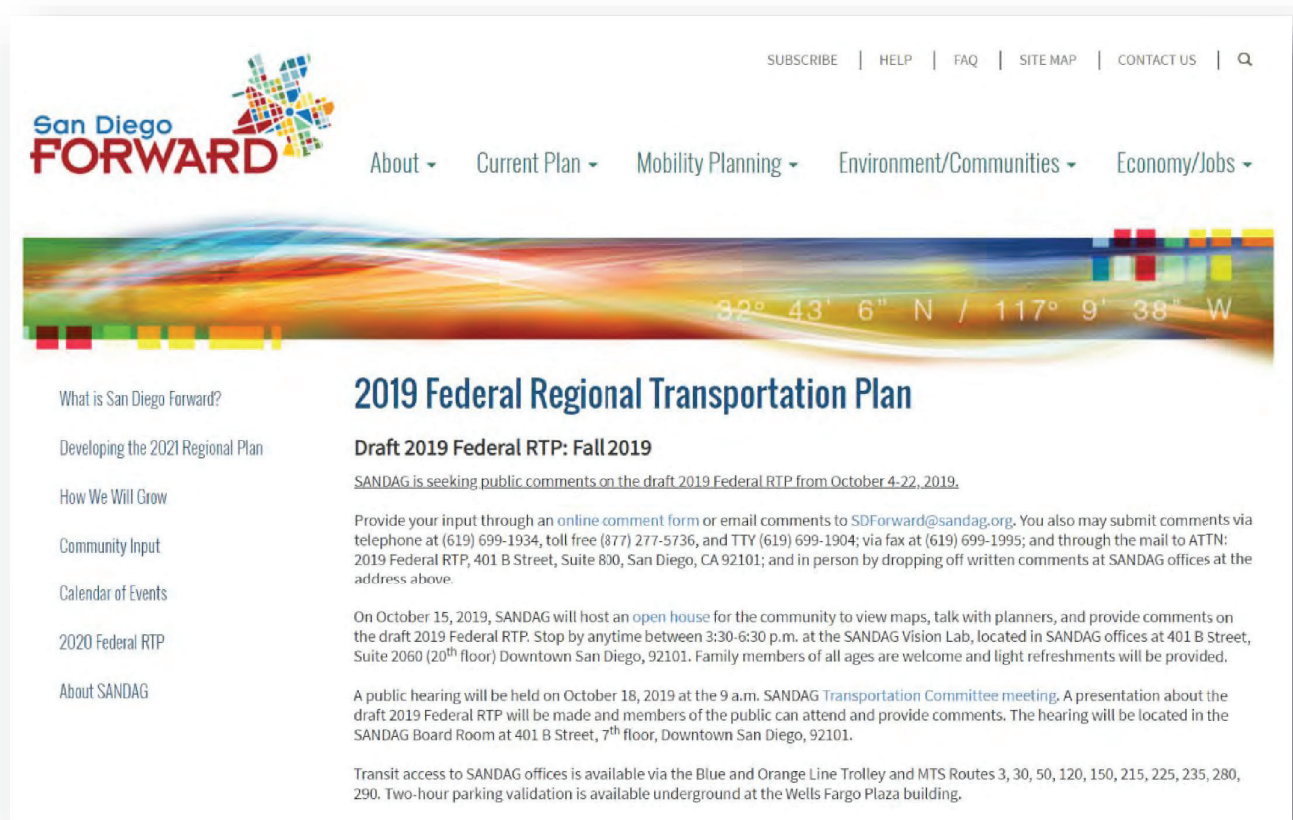 SUBSCRIBE | HELP | FAQ | SITE MAP | CONTACT US |
San Diego
FORWARD
About Current Plan Mobility Planning Environment/Communities Economy/Jobs
32° 43' 6" N / 117° 9' 38" W
What is San Diego Forward?
Developing the 2021 Regional Plan
How We Will Grow
Community Input
Calendar of Events
2020 Federal RTP
About SANDAG
2019 Federal Regional Transportation Plan
Draft 2019 Federal RTP: Fall 2019
SANDAG is seeking public comments on the draft 2019 Federal RTP from October 4-22, 2019.
Provide your input through an online comment form or email comments to SDForward@sandag.org. You also may submit comments via
telephone at (619) 699-1934, toll free (877) 277-5736, and TTY (619) 699-1904; via fax at (619) 699-1995; and through the mail to ATTN:
2019 Federal RTP, 401 B Street, Suite 800, San Diego, CA 92101; and in person by dropping off written comments at SANDAG offices at the
address above.
On October 15, 2019, SANDAG will host an open house for the community to view maps, talk with planners, and provide comments on
the draft 2019 Federal RTP. Stop by anytime between 3:30-6:30 p.m. at the SANDAG Vision Lab, located in SANDAG offices at 401 B Street,
Suite 2060 (20th floor) Downtown San Diego, 92101. Family members of all ages are welcome and light refreshments will be provided.
A public hearing will be held on October 18, 2019 at the 9 a.m. SANDAG Transportation Committee meeting. A presentation about the
draft 2019 Federal RTP will be made and members of the public can attend and provide comments. The hearing will be located in the
SANDAG Board Room at 401 B Street, 7th floor, Downtown San Diego, 92101.
Transit access to SANDAG offices is available via the Blue and Orange Line Trolley and MTS Routes 3, 30, 50, 120, 150, 215, 225, 235, 280,
290. Two-hour parking validation is available underground at the Wells Fargo Plaza building.